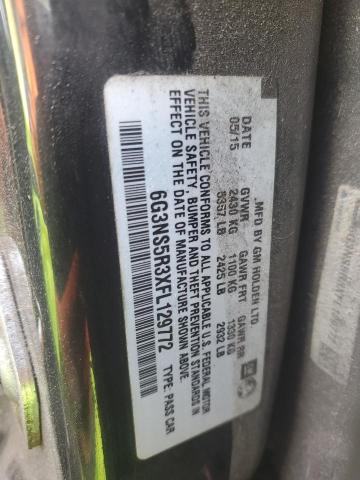 MFD BY GM HOLDEN LTD.
DATE GVWR GAWR FRT GAWR RR
05/15 2430 KG 1100 KG 1330 KG
5357 LB 2425 LB 2932 LB
THIS VEHICLE CONFORMS TO ALL APPLICABLE U.S. FEDERAL MOTOR
VEHICLE SAFETY, BUMPER AND THEFT PREVENTION STANDARDS IN
EFFECT ON THE DATE OF MANUFACTURE SHOWN ABOVE.
6G3NS5R3XFL129772 TYPE: PASS CAR